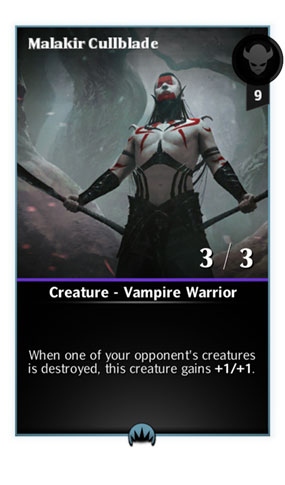 Malakir Cullblade
9
3 / 3
Creature - Vampire Warrior
When one of your opponent's creatures
is destroyed, this creature gains +1/+1.